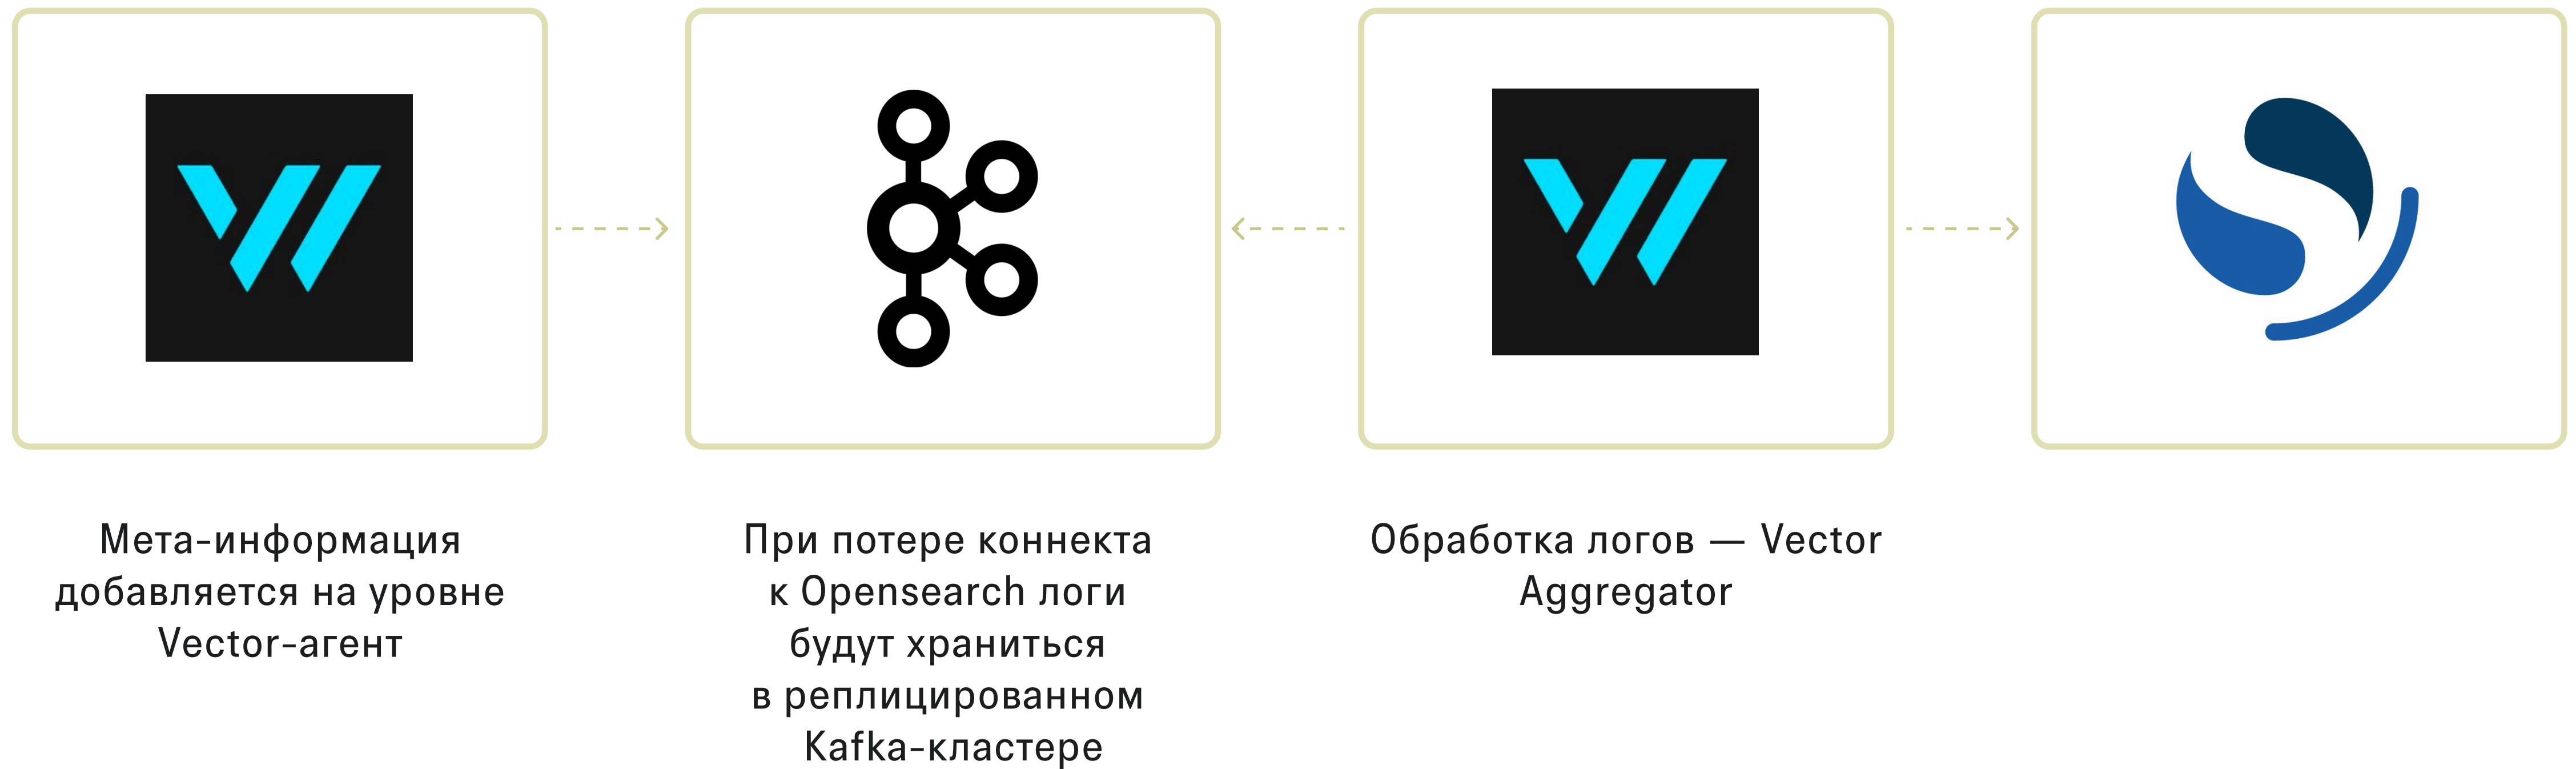 Мета-информация
добавляется на уровне
Vector-агент
При потере коннекта
к Opensearch логи
будут храниться
в реплицированном
Kafka-кластере
Обработка логов — Vector
Aggregator